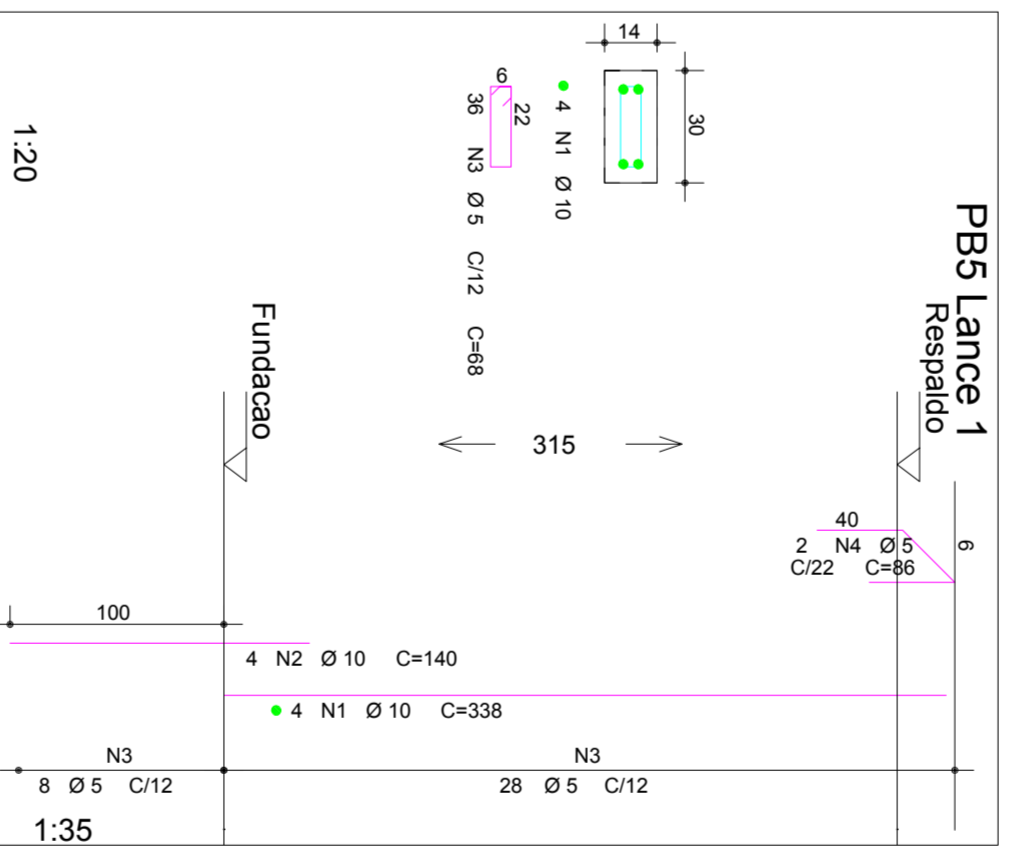 PB5 Lance 1
Respaldo
14
30
4 N1 Ø 10
6
22
36 N3 Ø 5 C/12 C=68
1:20
Fundacao
315
40
2 N4 Ø 5
C/22 C=86
6
100
4 N2 Ø 10 C=140
4 N1 Ø 10 C=338
N3
8 Ø 5 C/12
N3
28 Ø 5 C/12
1:35